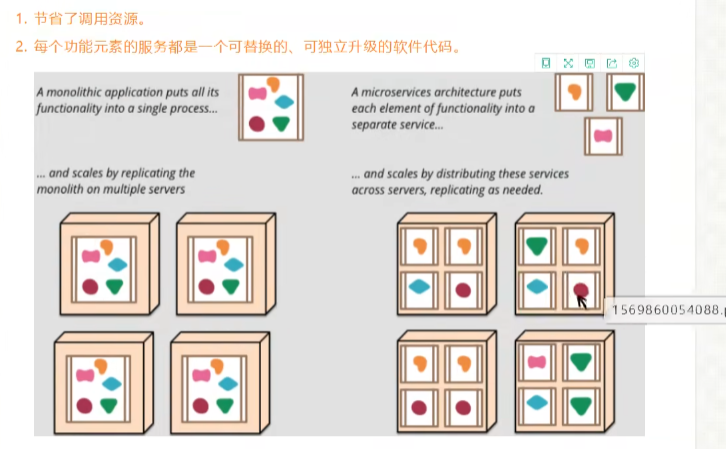 1. 节省了调用资源。
2. 每个功能元素的服务都是一个可替换的、可独立升级的软件代码。
A monolithic application puts all its
functionality into a single process...
A microservices architecture puts
each element of functionality into a
separate service...
... and scales by replicating the
monolith on multiple servers
... and scales by distributing these services
across servers, replicating as needed.
1569860054088.